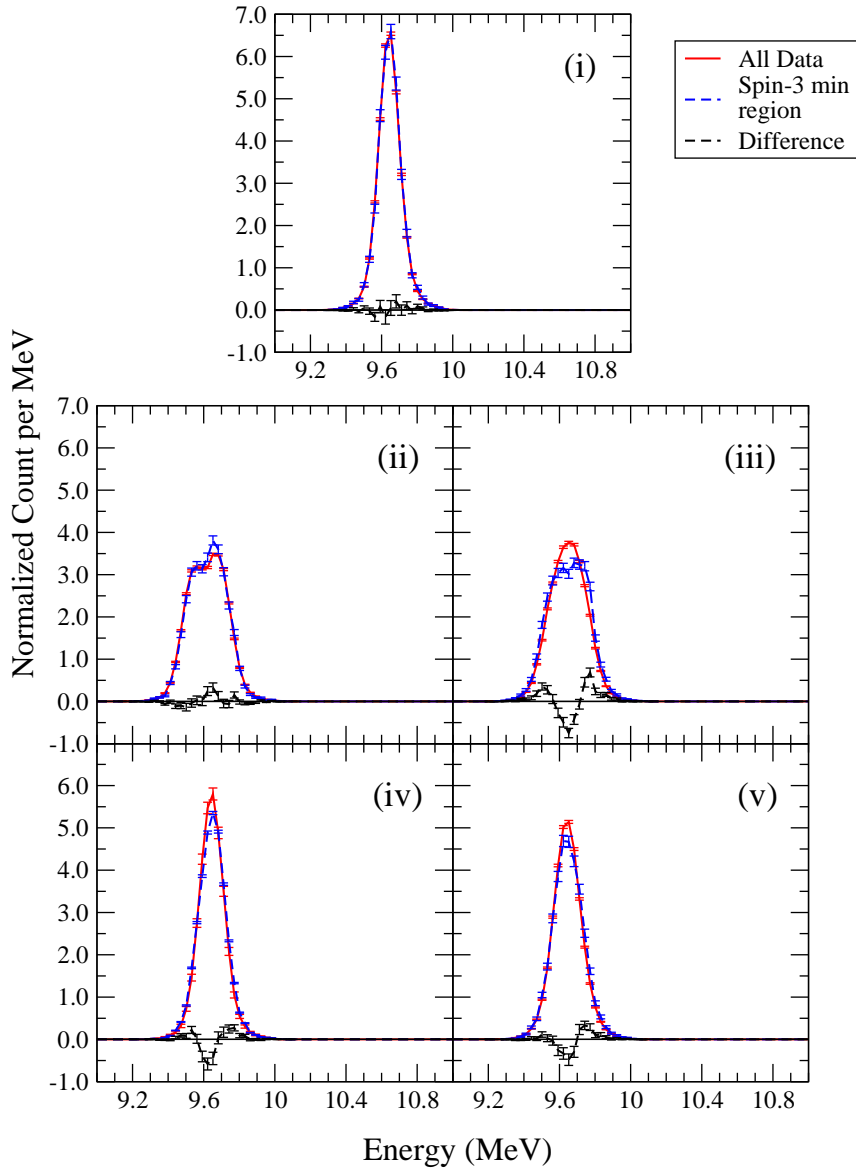 7.0
6.0
5.0
4.0
3.0
2.0
1.0
0.0
-1.0
(i)
9.2 9.6 10 10.4 10.8
All Data
Spin-3 min
region
Difference
Normalized Count per MeV
7.0
6.0
5.0
4.0
3.0
2.0
1.0
0.0
-1.0
(ii)
(iii)
6.0
5.0
4.0
3.0
2.0
1.0
0.0
-1.0
(iv)
(v)
9.2 9.6 10 10.4 10.8
9.2 9.6 10 10.4 10.8
Energy (MeV)